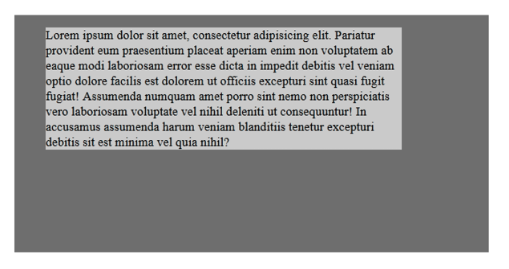 Lorem ipsum dolor sit amet, consectetur adipisicing elit. Pariatur
provident eum praesentium placeat aperiam enim non voluptatem ab
eaque modi laboriosam error esse dicta in impedit debitis vel veniam
optio dolore facilis est dolorem ut officiis excepturi sint quasi fugit
fugiat! Assumenda numquam amet porro sint nemo non perspiciatis
vero laboriosam voluptate vel nihil deleniti ut consequuntur! In
accusamus assumenda harum veniam blanditiis tenetur excepturi
debitis sit est minima vel quia nihil?